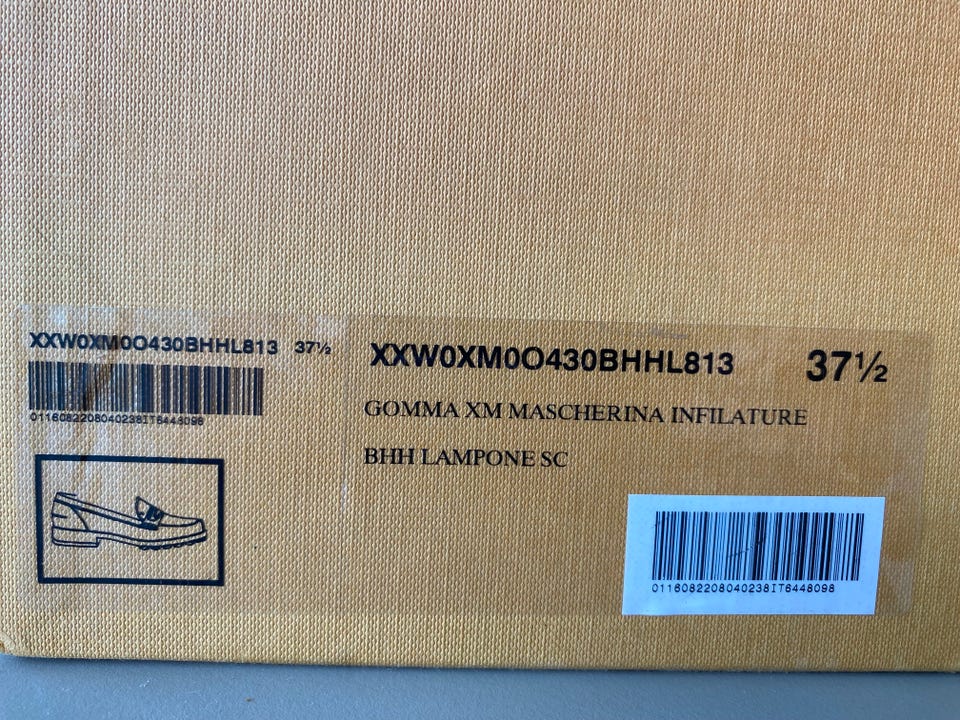 XXW0XM0O430BHHL813 37½
0116082208040238IT6448098
XXW0XM0O430BHHL813 37½
GOMMA XM MASCHERINA INFILATURE
BHH LAMPONE SC
0116082208040238IT6448098